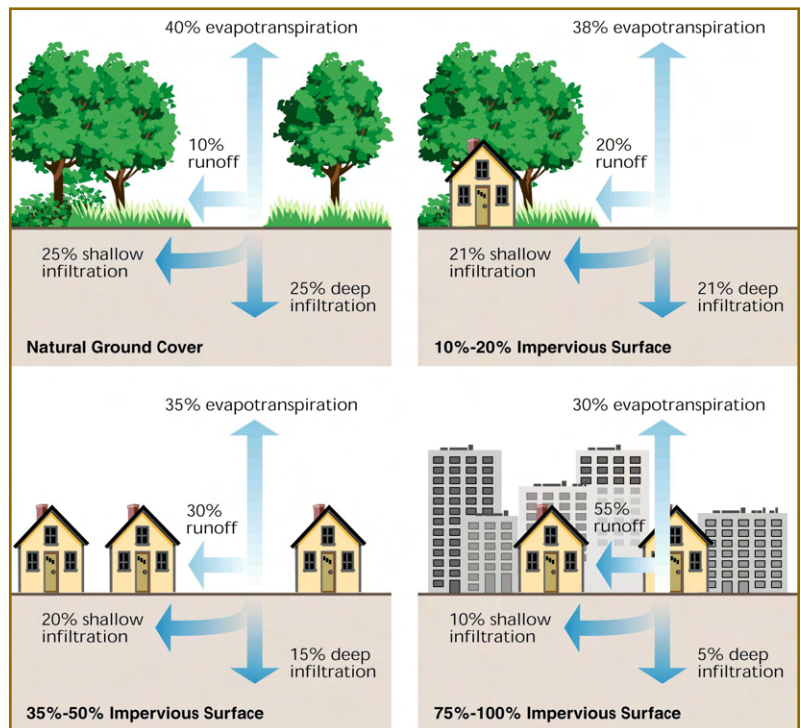 40% evapotranspiration
10%
runoff
25% shallow
infiltration
25% deep
infiltration
Natural Ground Cover
38% evapotranspiration
20%
runoff
21% shallow
infiltration
21% deep
infiltration
10%-20% Impervious Surface
35% evapotranspiration
30%
runoff
20% shallow
infiltration
15% deep
infiltration
35%-50% Impervious Surface
30% evapotranspiration
55%
runoff
10% shallow
infiltration
5% deep
infiltration
75%-100% Impervious Surface